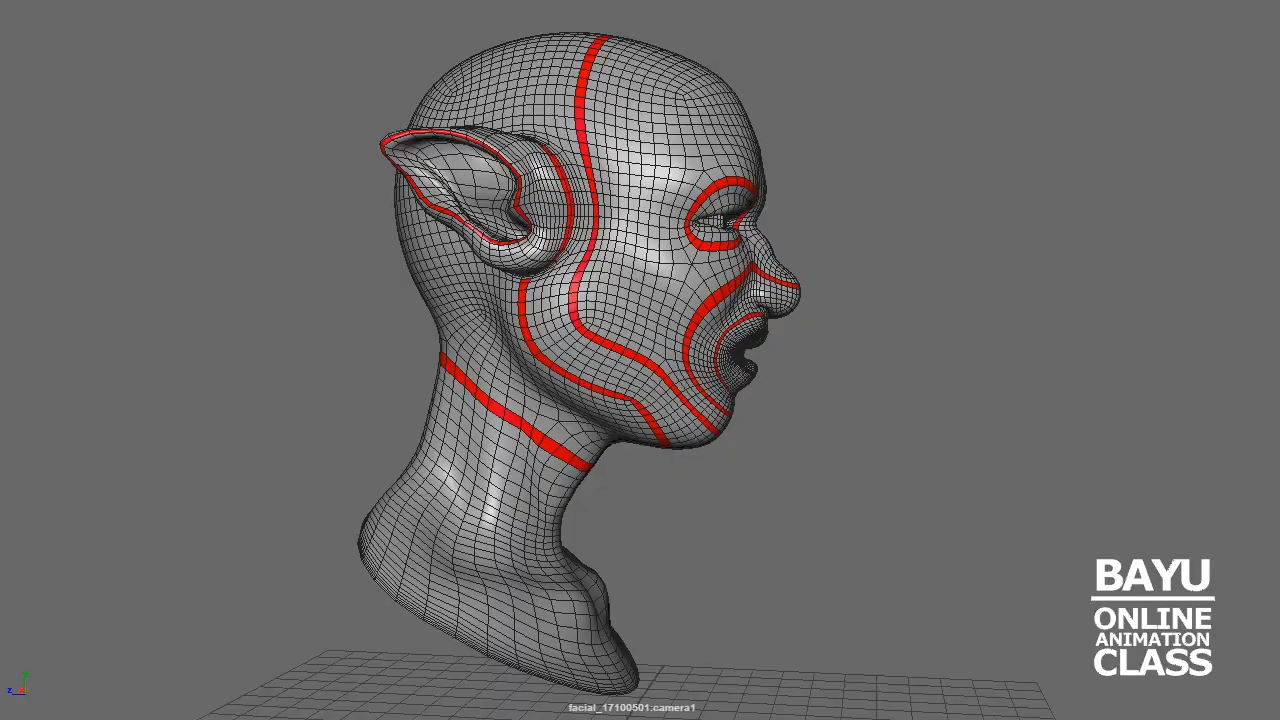 BAYU
ONLINE
ANIMATION
CLASS
z
facial_17100501:camera1